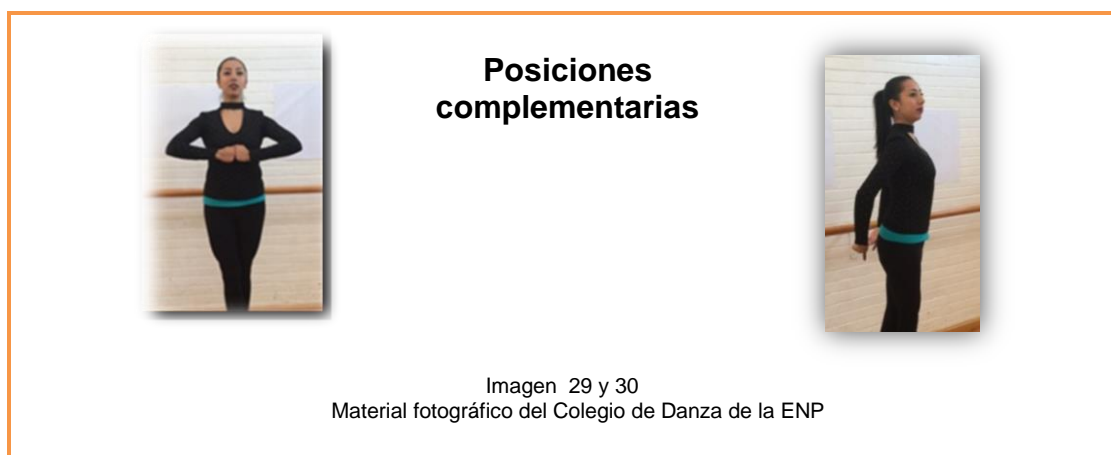 Posiciones
complementarias
Imagen  29 y 30
Material fotográfico del Colegio de Danza de la ENP